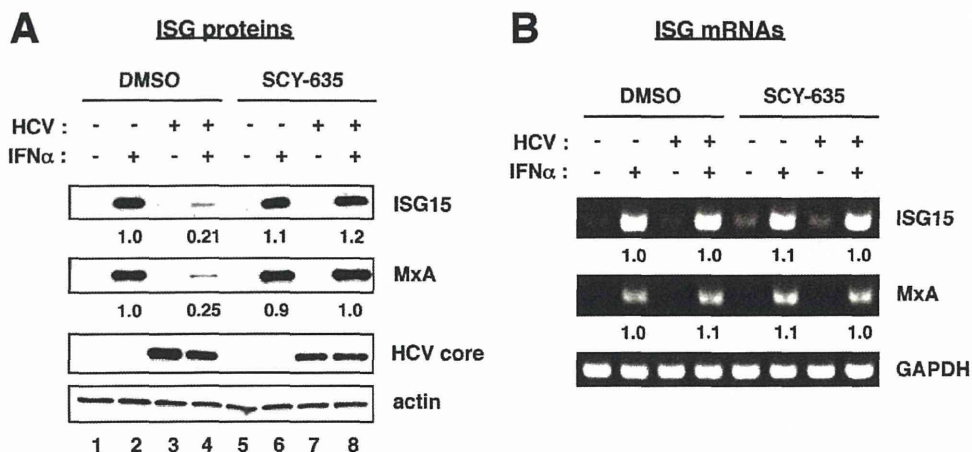 A
ISG proteins
DMSO SCY-635
HCV : - - + + - - + +
IFNα : - + - + - + - +
ISG15
1.0 0.21 1.1 1.2
MxA
1.0 0.25 0.9 1.0
HCV core
actin
1 2 3 4 5 6 7 8
B
ISG mRNAs
DMSO SCY-635
HCV : - - + + - - + +
IFNα : - + - + - + - +
ISG15
1.0 1.0 1.1 1.0
MxA
1.0 1.1 1.1 1.0
GAPDH